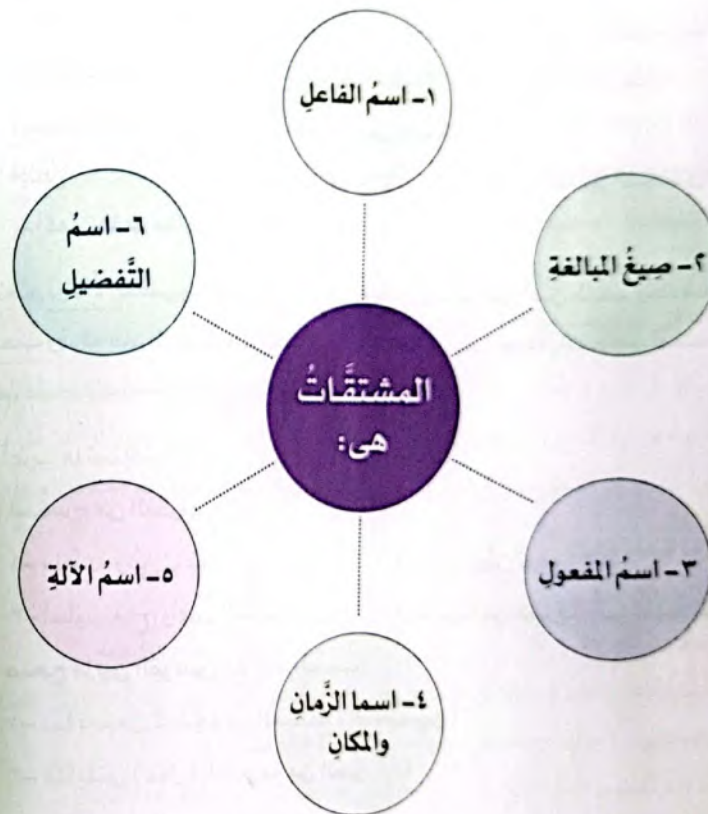 المشتقَّاتُ
هى:
١- اسمُ الفاعلِ
٢- صِيغُ المبالغةِ
٣- اسمُ المفعولِ
٤- اسما الزَّمانِ
والمكانِ
٥- اسمُ الآلةِ
٦- اسمُ
التَّفضيلِ